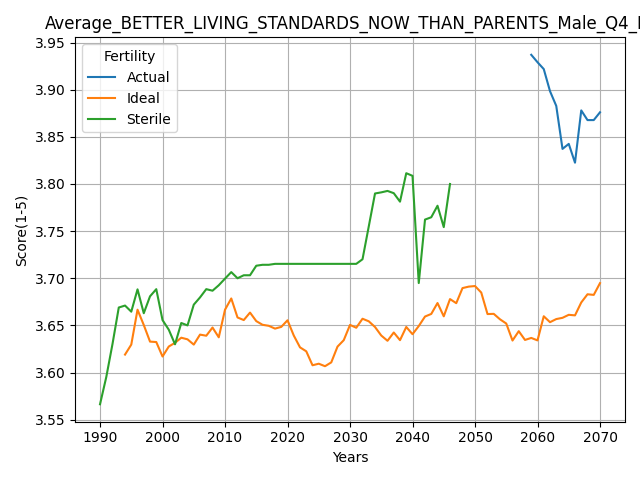 Average_BETTER_LIVING_STANDARDS_NOW_THAN_PARENTS_Male_Q4_
Fertility
Actual
Ideal
Sterile
3.95
3.90
3.85
3.80
3.75
3.70
3.65
3.60
3.55
Score(1-5)
1990 2000 2010 2020 2030 2040 2050 2060 2070
Years